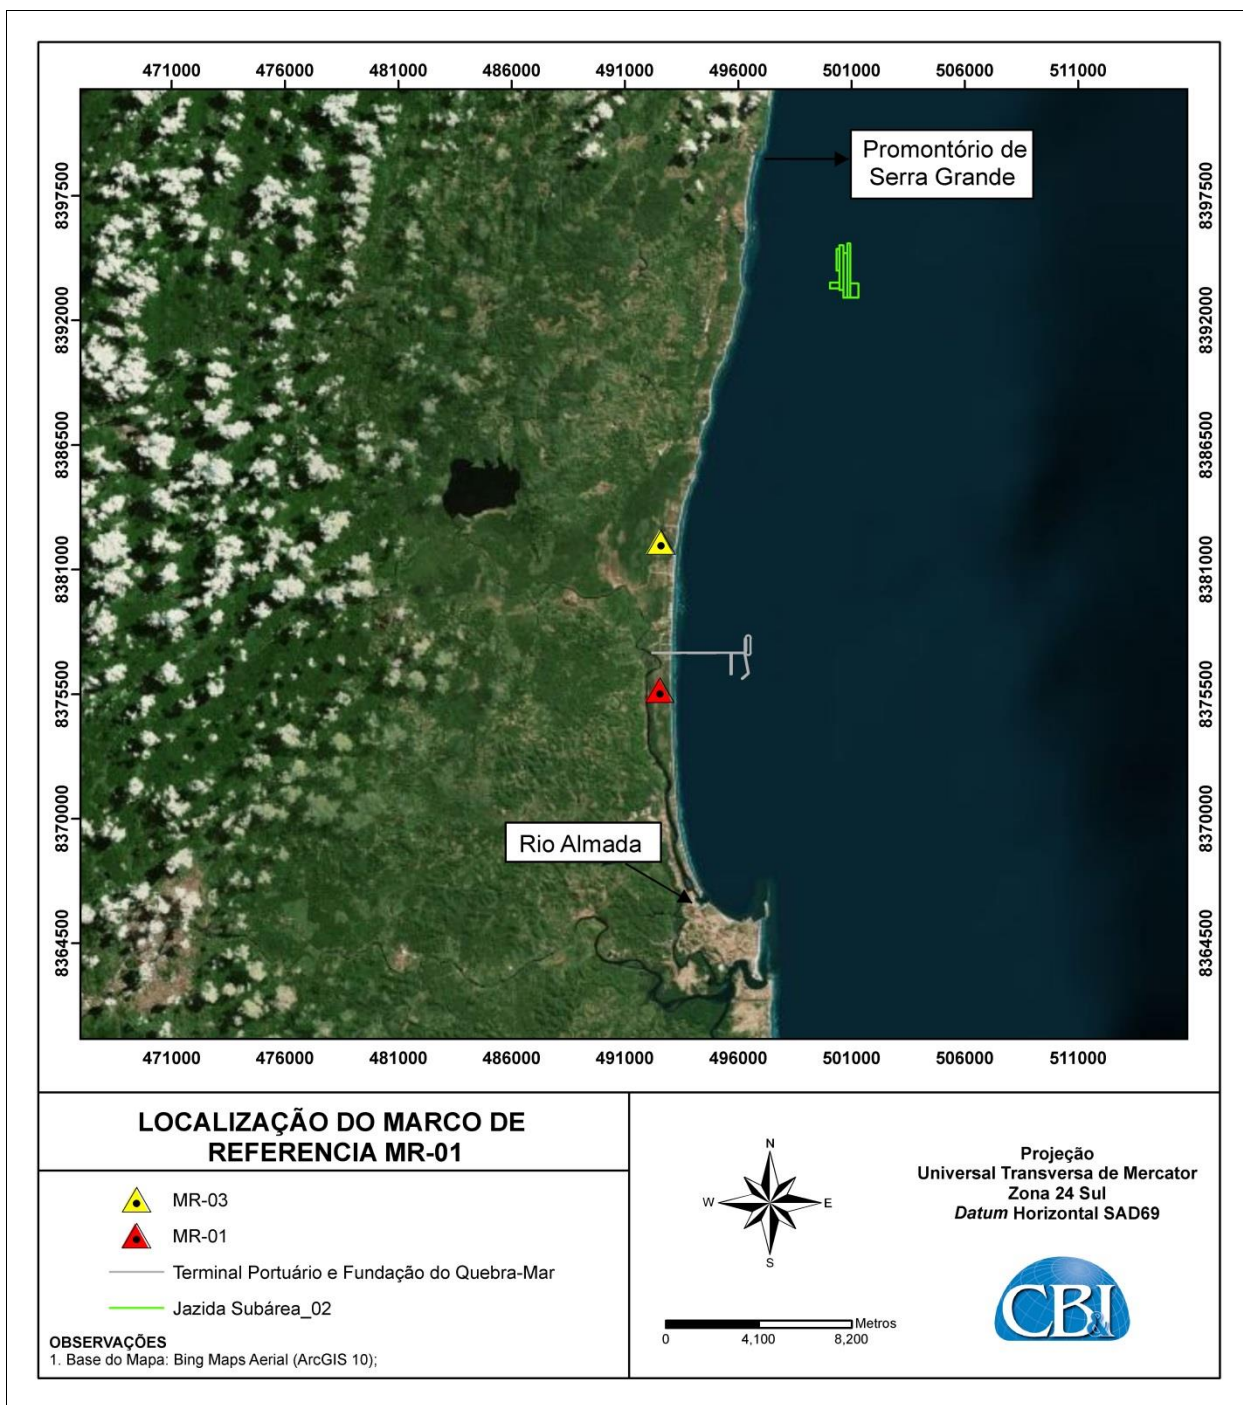 471000 476000 481000 486000 491000 496000 501000 506000 511000
Promontório de
Serra Grande
8397500 8397500
8392000 8392000
8386500 8386500
8381000 8381000
8375500 8375500
8370000 8370000
Rio Almada
8364500 8364500
471000 476000 481000 486000 491000 496000 501000 506000 511000
LOCALIZAÇÃO DO MARCO DE
REFERENCIA MR-01
MR-03
MR-01
Terminal Portuário e Fundação do Quebra-Mar
Jazida Subárea_02
OBSERVAÇÕES
1. Base do Mapa: Bing Maps Aerial (ArcGIS 10);
N
W E
S
Metros
0 4,100 8,200
Projeção
Universal Transversa de Mercator
Zona 24 Sul
Datum Horizontal SAD69
CB&I